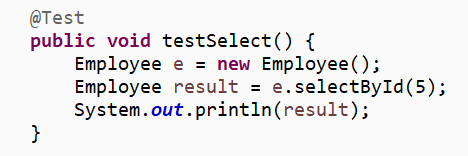 @Test
public void testSelect() {
    Employee e = new Employee();
    Employee result = e.selectById(5);
    System.out.println(result);
}